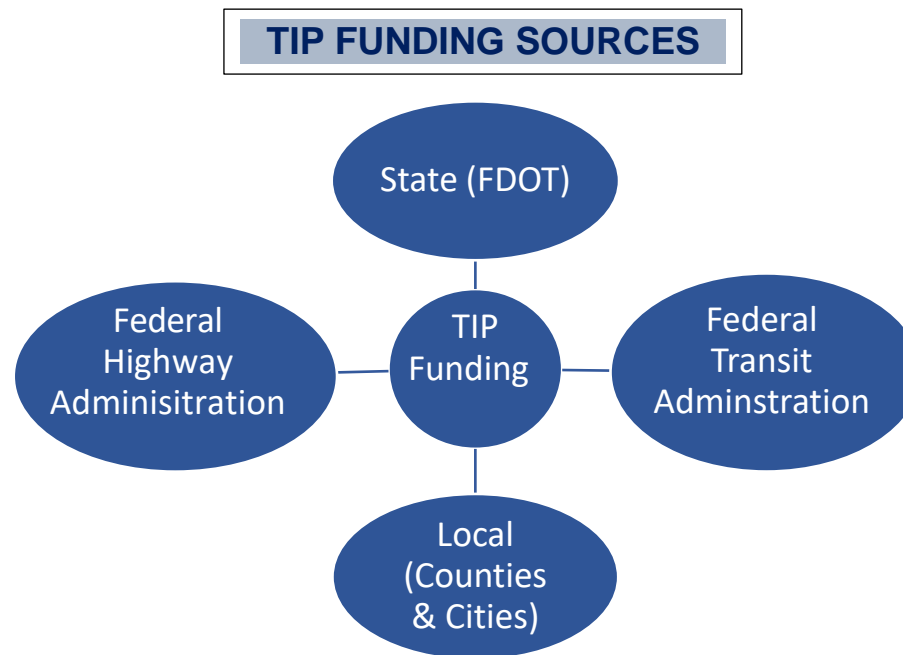 TIP FUNDING SOURCES
State (FDOT)
Federal
Highway
Adminisitration
TIP
Funding
Federal
Transit
Adminstration
Local
(Counties
& Cities)